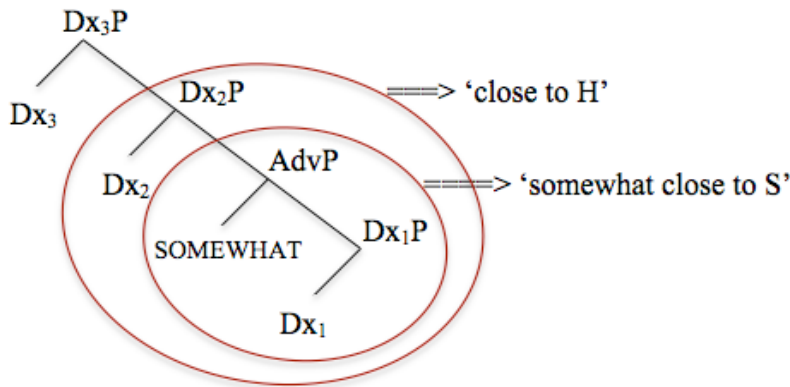 Dx₃P
Dx₃
Dx₂P
===> ‘close to H’
Dx₂
AdvP
====> ‘somewhat close to S’
SOMEWHAT
Dx₁P
Dx₁